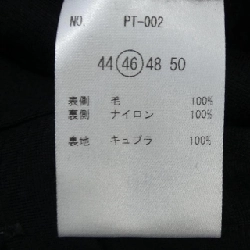 NO. PT-002
44 46 48 50
表側 毛 100%
裏側 ナイロン 100%
裏地 キュプラ 100%